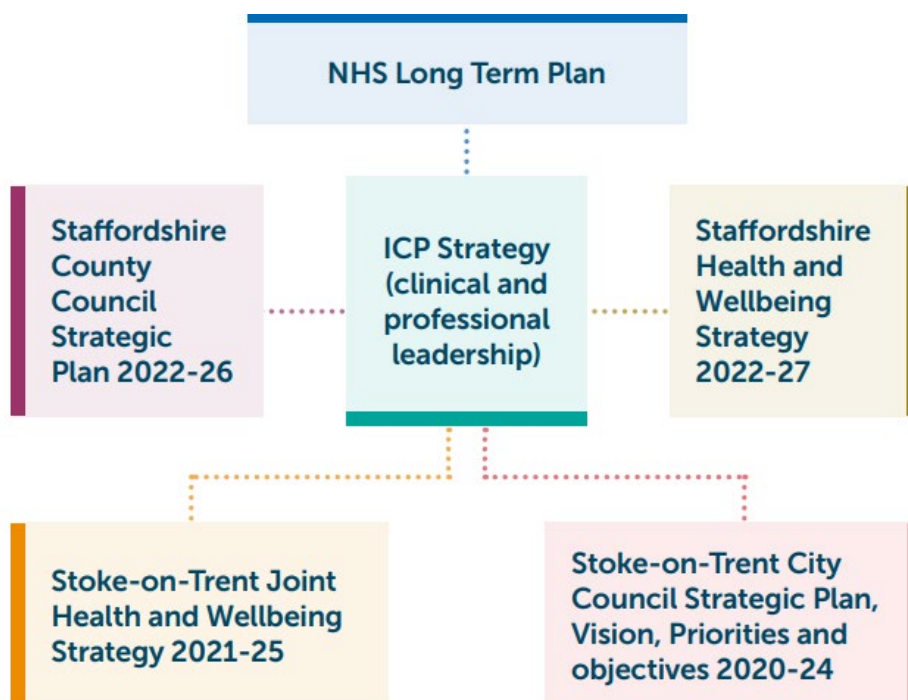 NHS Long Term Plan
Staffordshire
County
Council
Strategic
Plan 2022-26
ICP Strategy
(clinical and
professional
leadership)
Staffordshire
Health and
Wellbeing
Strategy
2022-27
Stoke-on-Trent Joint
Health and Wellbeing
Strategy 2021-25
Stoke-on-Trent City
Council Strategic Plan,
Vision, Priorities and
objectives 2020-24